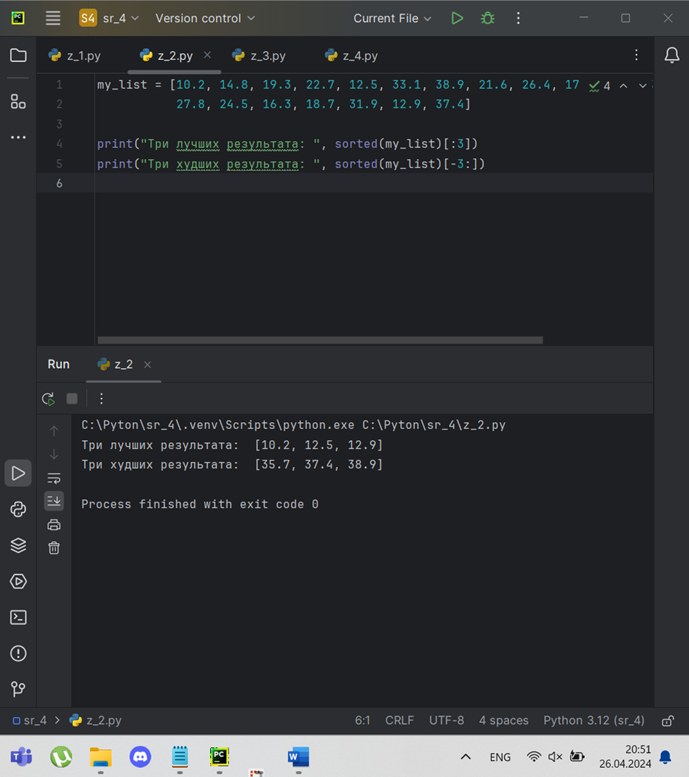 PC
S4 sr_4
Version control
Current File
z_1.py
z_2.py
z_3.py
z_4.py
1 my_list = [10.2, 14.8, 19.3, 22.7, 12.5, 33.1, 38.9, 21.6, 26.4, 17
4
2 27.8, 24.5, 16.3, 18.7, 31.9, 12.9, 37.4]
3
4 print("Три лучших результата: ", sorted(my_list)[:3])
5 print("Три худших результата: ", sorted(my_list)[-3:])
6
Run
z_2
C:\Pyton\sr_4\.venv\Scripts\python.exe C:\Pyton\sr_4\z_2.py
Три лучших результата:  [10.2, 12.5, 12.9]
Три худших результата:  [35.7, 37.4, 38.9]
Process finished with exit code 0
sr_4 > z_2.py
6:1 CRLF UTF-8 4 spaces Python 3.12 (sr_4)
ENG
20:51
26.04.2024